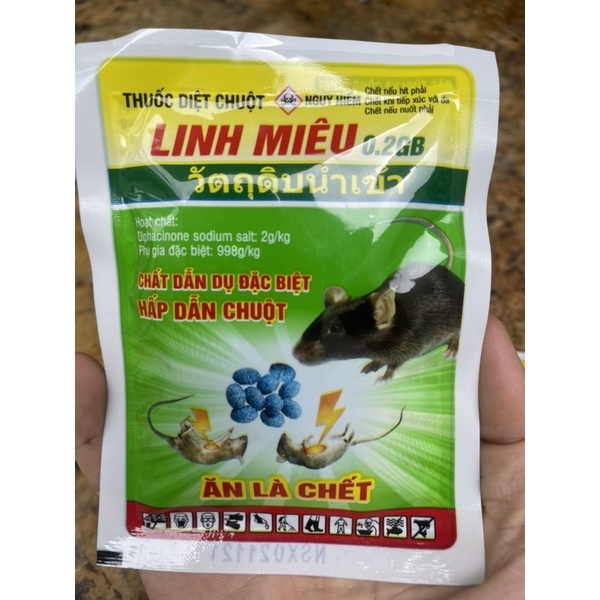 THUỐC DIỆT CHUỘT
NGUY HIỂM
Chết nếu hít phải
Chết khi tiếp xúc với da
Chết nếu nuốt phải
LINH MIÊU 0.2GB
วัตถุดิบนำเข้า
Hoạt chất:
Diphacinone sodium salt: 2g/kg
Phụ gia đặc biệt: 998g/kg
CHẤT DẪN DỤ ĐẶC BIỆT
HẤP DẪN CHUỘT
ĂN LÀ CHẾT